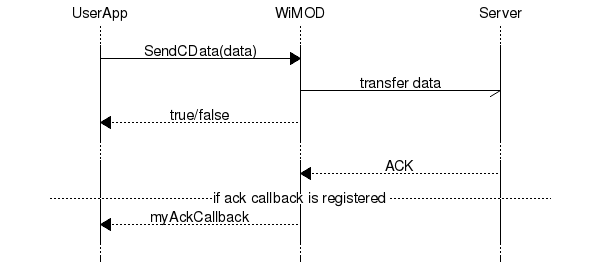 UserApp WiMOD Server
SendCData(data)
transfer data
true/false
ACK
if ack callback is registered
myAckCallback